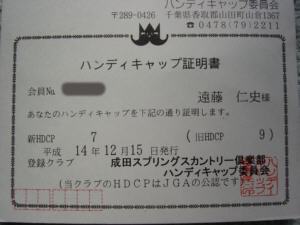 ハンディキャップ委員会
〒289-0426　千葉県香取郡山田町山倉1367
☎ 0478(79)2211
ハンディキャップ証明書
会員No.
遠藤　仁史様
あなたのハンディキャップを下記の通り証明します。
新HDCP　7　(旧HDCP　9)
平成　14年12月15日発行
登録クラブ　成田スプリングスカントリー倶楽部
ハンディキャップ委員会
(当クラブのHDCPはJGAの公認です)